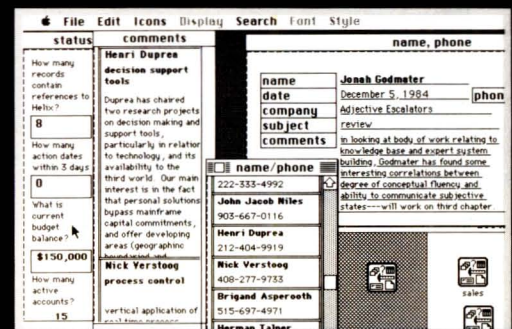 File Edit Icons Display Search Font Style
status
How many
records
contain
references to
Helix?
8
How many
action dates
within 3 days
0
What is
current
budget
balance?
$150,000
How many
active
accounts?
15
comments
Henri Duprea
decision support
tools
Duprea has chaired
two research projects
on decision making and
support tools,
particularly in relation
to technology, and its
availability to the
third world. Our main
interest is in the fact
that personal solutions
bypass mainframe
capital commitments,
and offer developing
areas (geographic
Nick Verstoog
process control
vertical application of
name/phone
222-333-4992
John Jacob Niles
903-667-0116
Henri Duprea
212-404-9919
Nick Verstoog
408-277-9733
Brigand Asperooth
515-697-4971
Herman Talner
name, phone
name Jonah Godmater
date December 5, 1984 phon
company Adjective Escalators
subject review
comments in looking at body of work relating to
knowledge base and expert system
building, Godmater has found some
interesting correlations between
degree of conceptual fluency and
ability to communicate subjective
states---will work on third chapter
sales